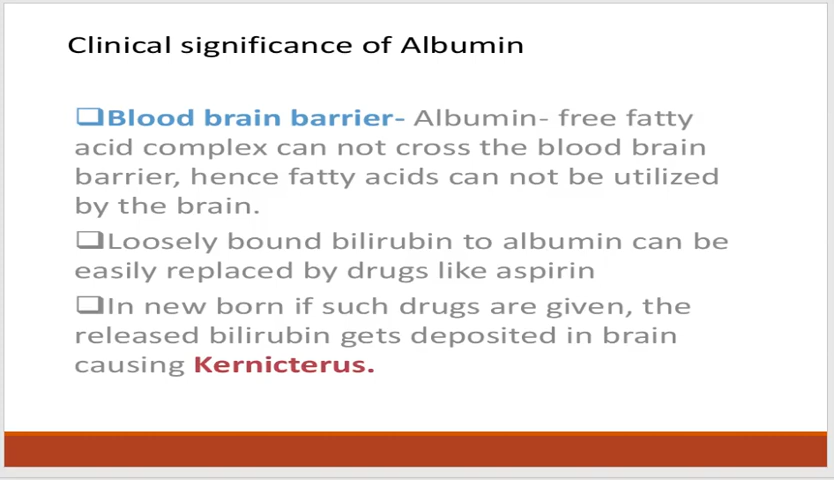 Clinical significance of Albumin
❑Blood brain barrier- Albumin- free fatty
acid complex can not cross the blood brain
barrier, hence fatty acids can not be utilized
by the brain.
❑Loosely bound bilirubin to albumin can be
easily replaced by drugs like aspirin
❑In new born if such drugs are given, the
released bilirubin gets deposited in brain
causing Kernicterus.